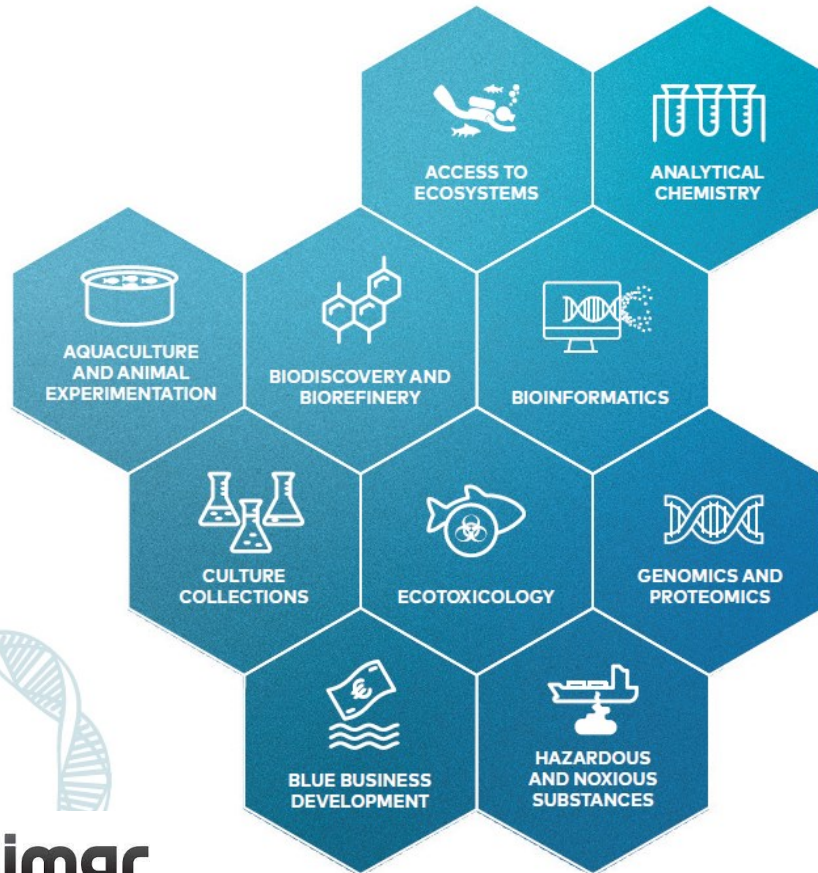 ACCESS TO
ECOSYSTEMS
ANALYTICAL
CHEMISTRY
AQUACULTURE
AND ANIMAL
EXPERIMENTATION
BIODISCOVERY AND
BIOREFINERY
BIOINFORMATICS
CULTURE
COLLECTIONS
ECOTOXICOLOGY
GENOMICS AND
PROTEOMICS
€
BLUE BUSINESS
DEVELOPMENT
HAZARDOUS
AND NOXIOUS
SUBSTANCES
imar